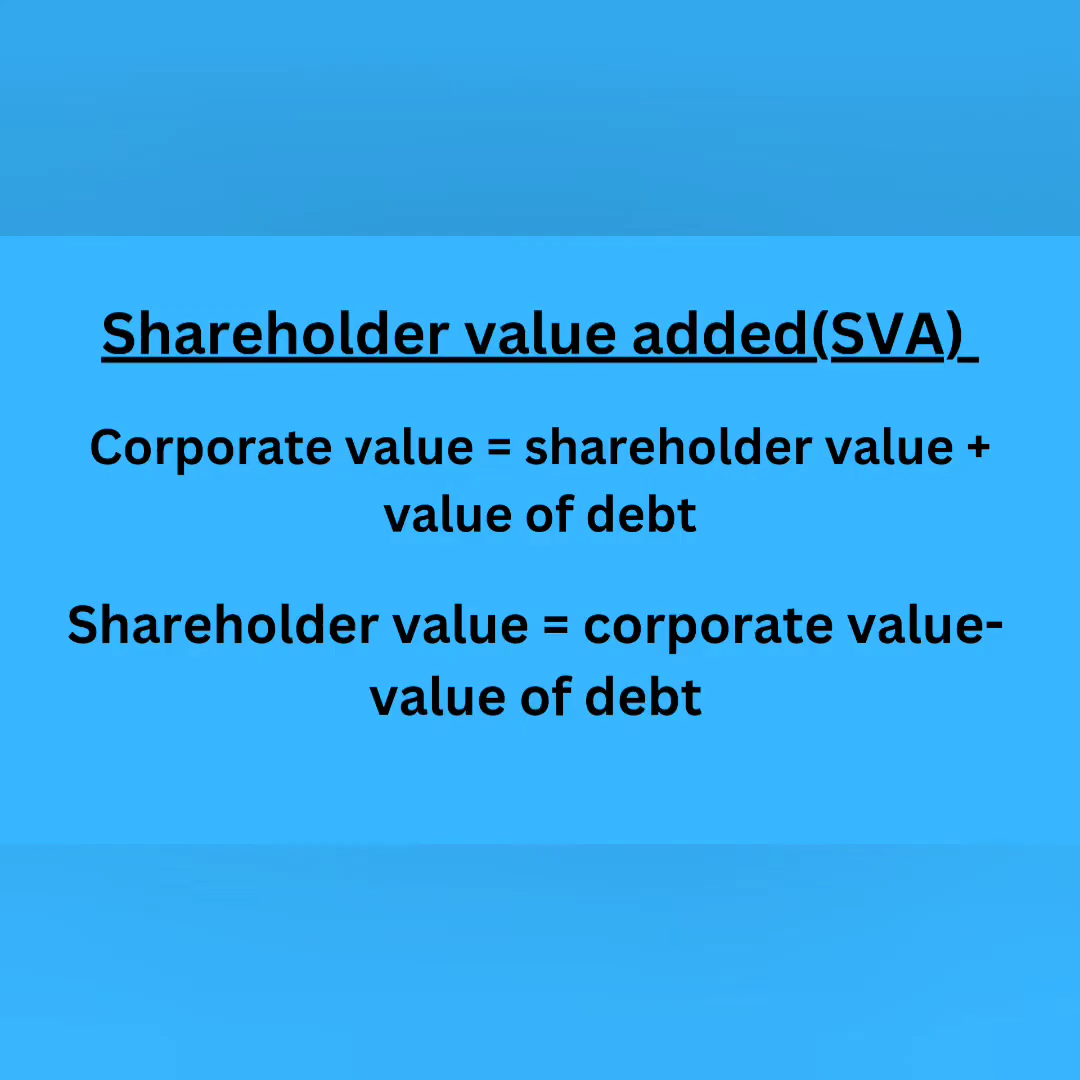 Shareholder value added(SVA)
Corporate value = shareholder value +
value of debt
Shareholder value = corporate value-
value of debt